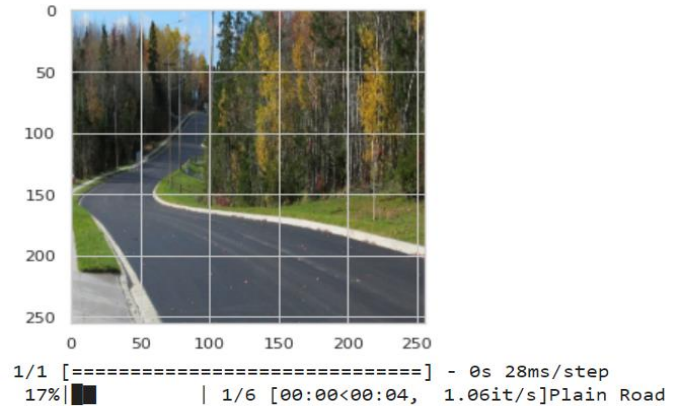 0
50
100
150
200
250
0 50 100 150 200 250
1/1 [==============================] - 0s 28ms/step
17%|██ | 1/6 [00:00<00:04, 1.06it/s]Plain Road